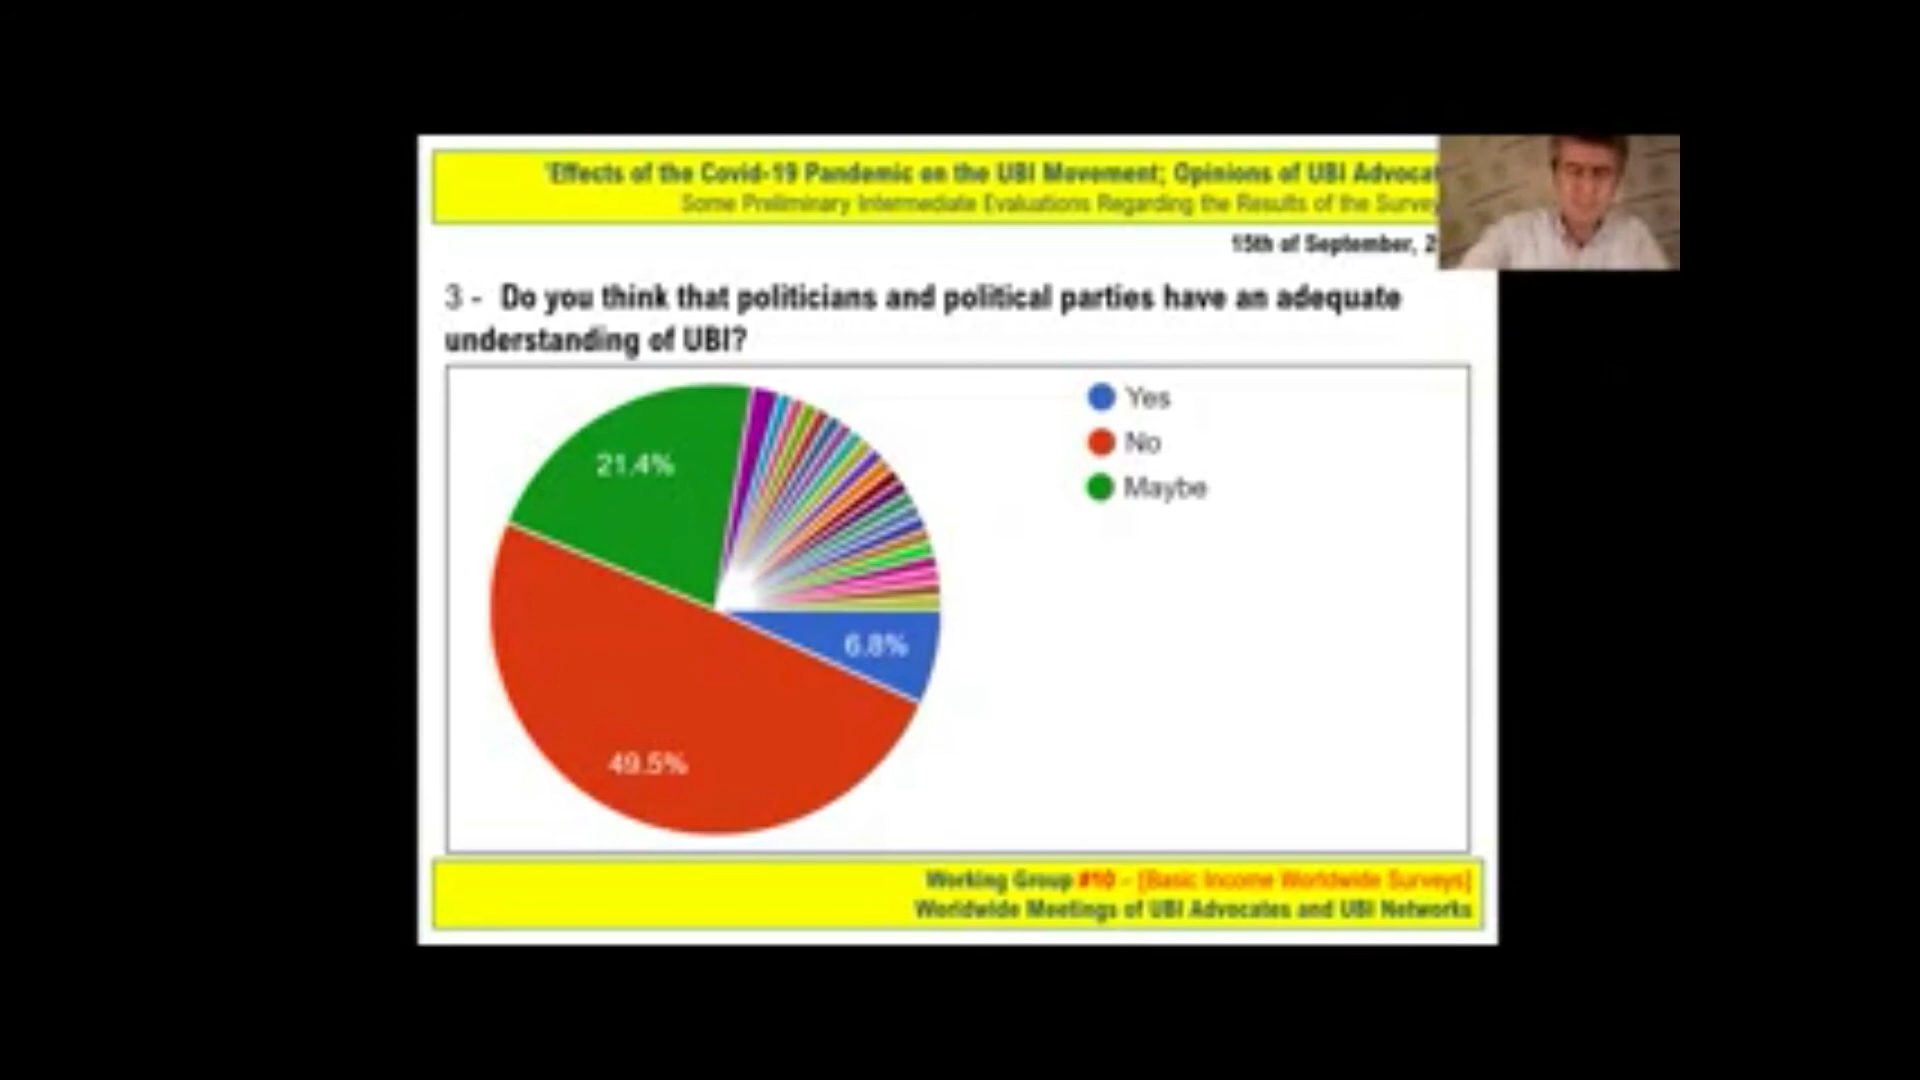 'Effects of the Covid-19 Pandemic on the UBI Movement; Opinions of UBI
Some Preliminary Intermediate Evaluations Regarding the Results of the
15th of September,
3 - Do you think that politicians and political parties have an adequate
understanding of UBI?
Yes
No
Maybe
21.4%
6.8%
49.5%
Working Group #10 - [Basic Income Worldwide Surveys]
Worldwide Meetings of UBI Advocates and UBI Networks